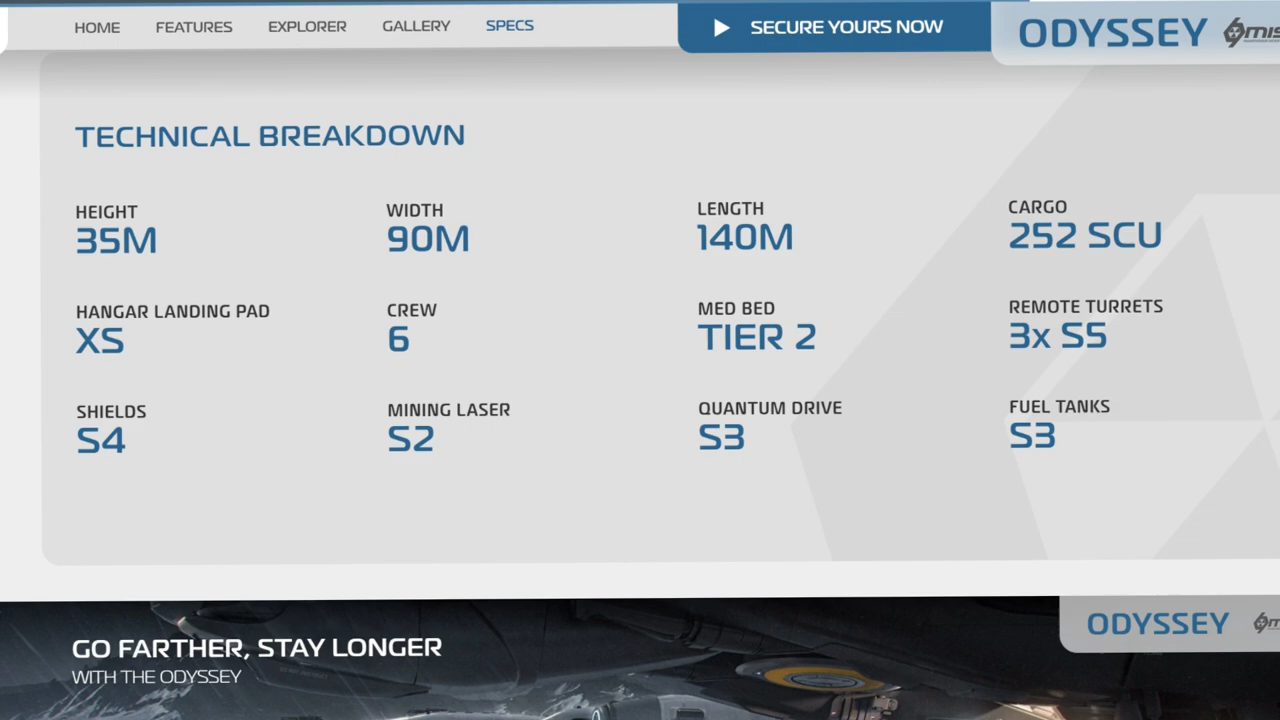 HOME FEATURES EXPLORER GALLERY SPECS
SECURE YOURS NOW
ODYSSEY
TECHNICAL BREAKDOWN
HEIGHT
35M
WIDTH
90M
LENGTH
140M
CARGO
252 SCU
HANGAR LANDING PAD
XS
CREW
6
MED BED
TIER 2
REMOTE TURRETS
3x S5
SHIELDS
S4
MINING LASER
S2
QUANTUM DRIVE
S3
FUEL TANKS
S3
GO FARTHER, STAY LONGER
WITH THE ODYSSEY
ODYSSEY